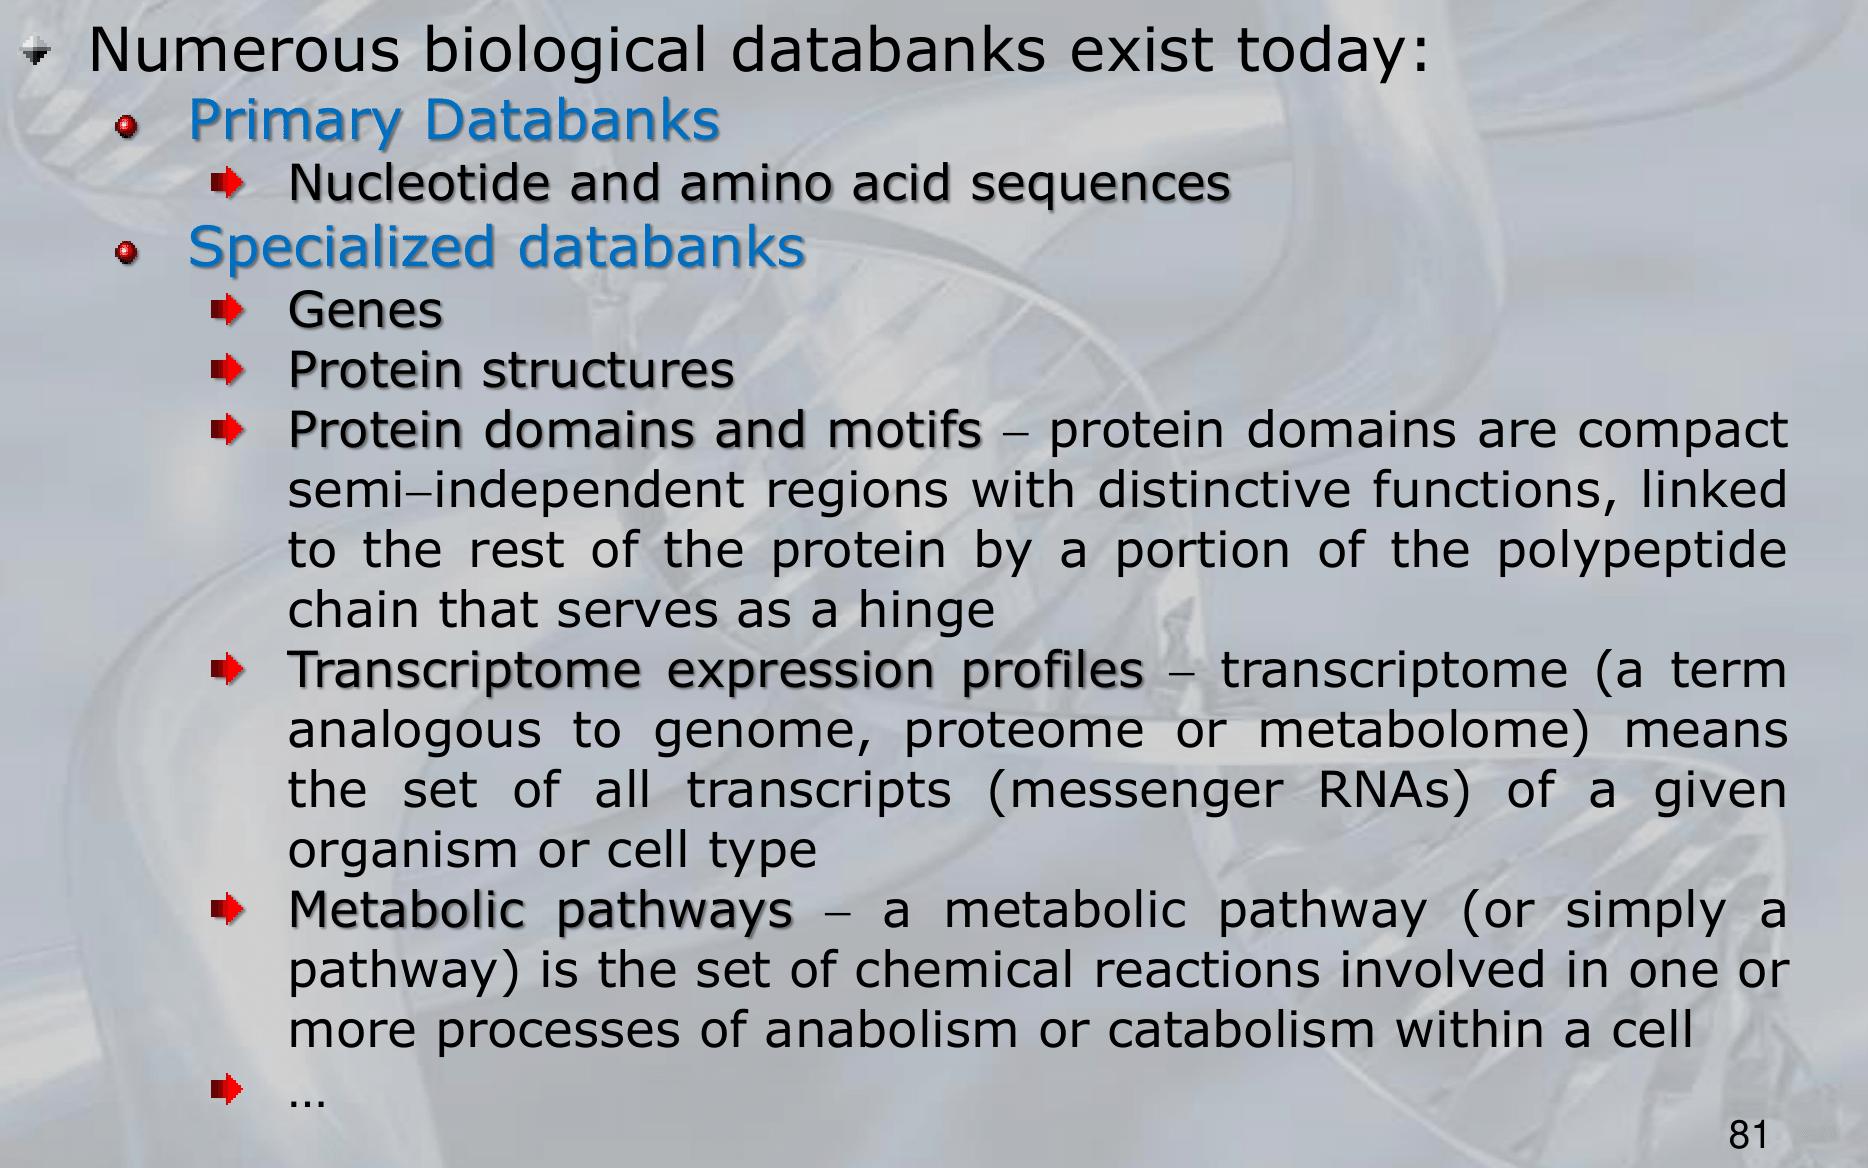 Numerous biological databanks exist today:
Primary Databanks
Nucleotide and amino acid sequences
Specialized databanks
Genes
Protein structures
Protein domains and motifs – protein domains are compact
semi–independent regions with distinctive functions, linked
to the rest of the protein by a portion of the polypeptide
chain that serves as a hinge
Transcriptome expression profiles – transcriptome (a term
analogous to genome, proteome or metabolome) means
the set of all transcripts (messenger RNAs) of a given
organism or cell type
Metabolic pathways – a metabolic pathway (or simply a
pathway) is the set of chemical reactions involved in one or
more processes of anabolism or catabolism within a cell
…
81